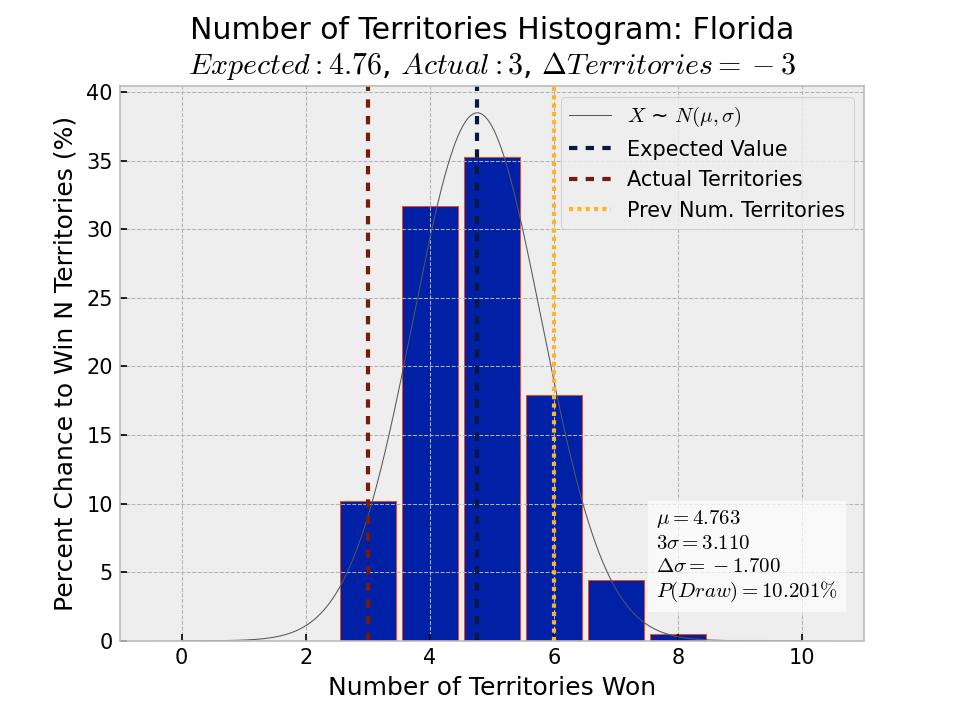 Number of Territories Histogram: Florida
Expected : 4.76, Actual : 3, ΔTerritories = −3
Percent Chance to Win N Territories (%)
40
35
30
25
20
15
10
5
0
X ~ N(μ, σ)
Expected Value
Actual Territories
Prev Num. Territories
μ = 4.763
3σ = 3.110
Δσ = −1.700
P(Draw) = 10.201%
0 2 4 6 8 10
Number of Territories Won